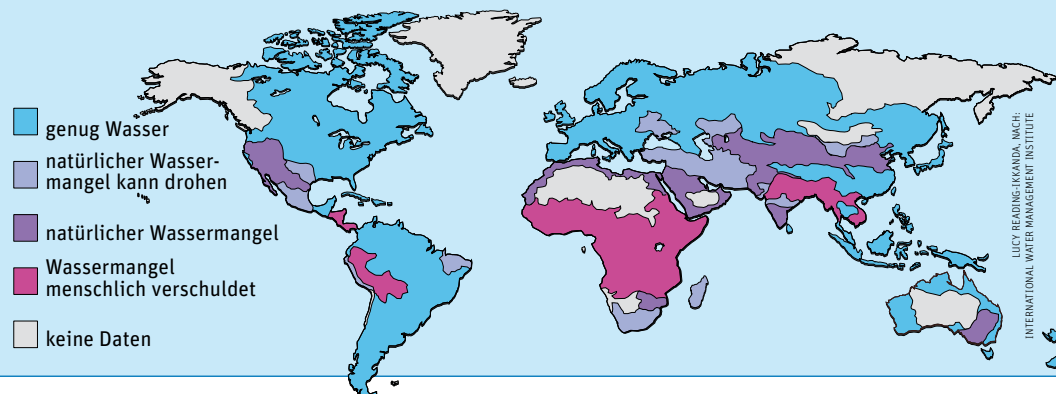 genug Wasser
natürlicher Wasser-
mangel kann drohen
natürlicher Wassermangel
Wassermangel
menschlich verschuldet
keine Daten
LUCY READING-IKKANDA, NACH:
INTERNATIONAL WATER MANAGEMENT INSTITUTE